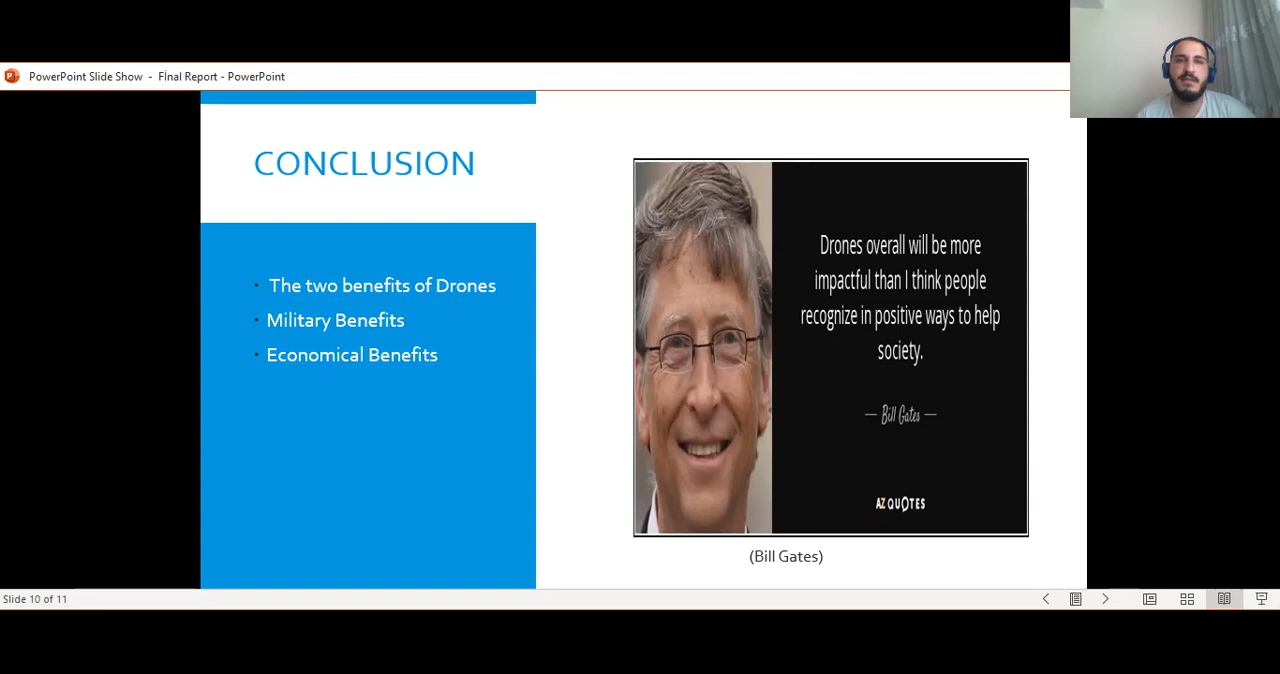 PowerPoint Slide Show - Fİnal Report - PowerPoint
CONCLUSION
· The two benefits of Drones
· Military Benefits
· Economical Benefits
Drones overall will be more
impactful than I think people
recognize in positive ways to help
society.
— Bill Gates —
AZ QUOTES
(Bill Gates)
Slide 10 of 11